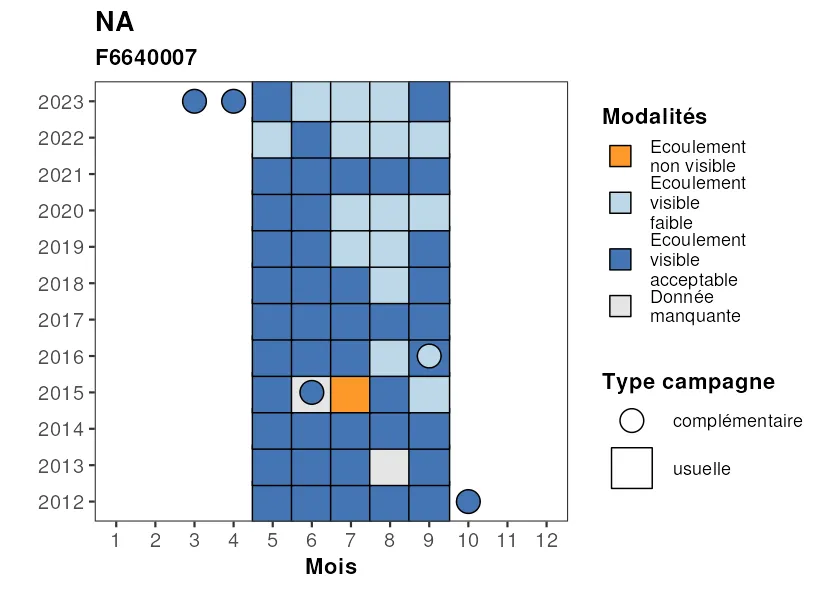 NA
F6640007
2023
2022
2021
2020
2019
2018
2017
2016
2015
2014
2013
2012
1 2 3 4 5 6 7 8 9 10 11 12
Mois
Modalités
Ecoulement
non visible
Ecoulement
visible
faible
Ecoulement
visible
acceptable
Donnée
manquante
Type campagne
complémentaire
usuelle